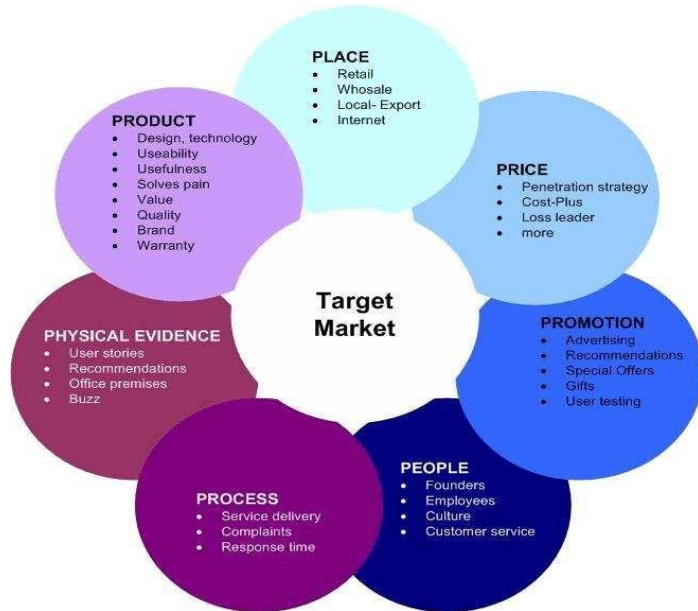 PLACE
• Retail
• Whosale
• Local- Export
• Internet
PRODUCT
• Design, technology
• Useability
• Usefulness
• Solves pain
• Value
• Quality
• Brand
• Warranty
PRICE
• Penetration strategy
• Cost-Plus
• Loss leader
• more
Target
Market
PHYSICAL EVIDENCE
• User stories
• Recommendations
• Office premises
• Buzz
PROMOTION
• Advertising
• Recommendations
• Special Offers
• Gifts
• User testing
PROCESS
• Service delivery
• Complaints
• Response time
PEOPLE
• Founders
• Employees
• Culture
• Customer service